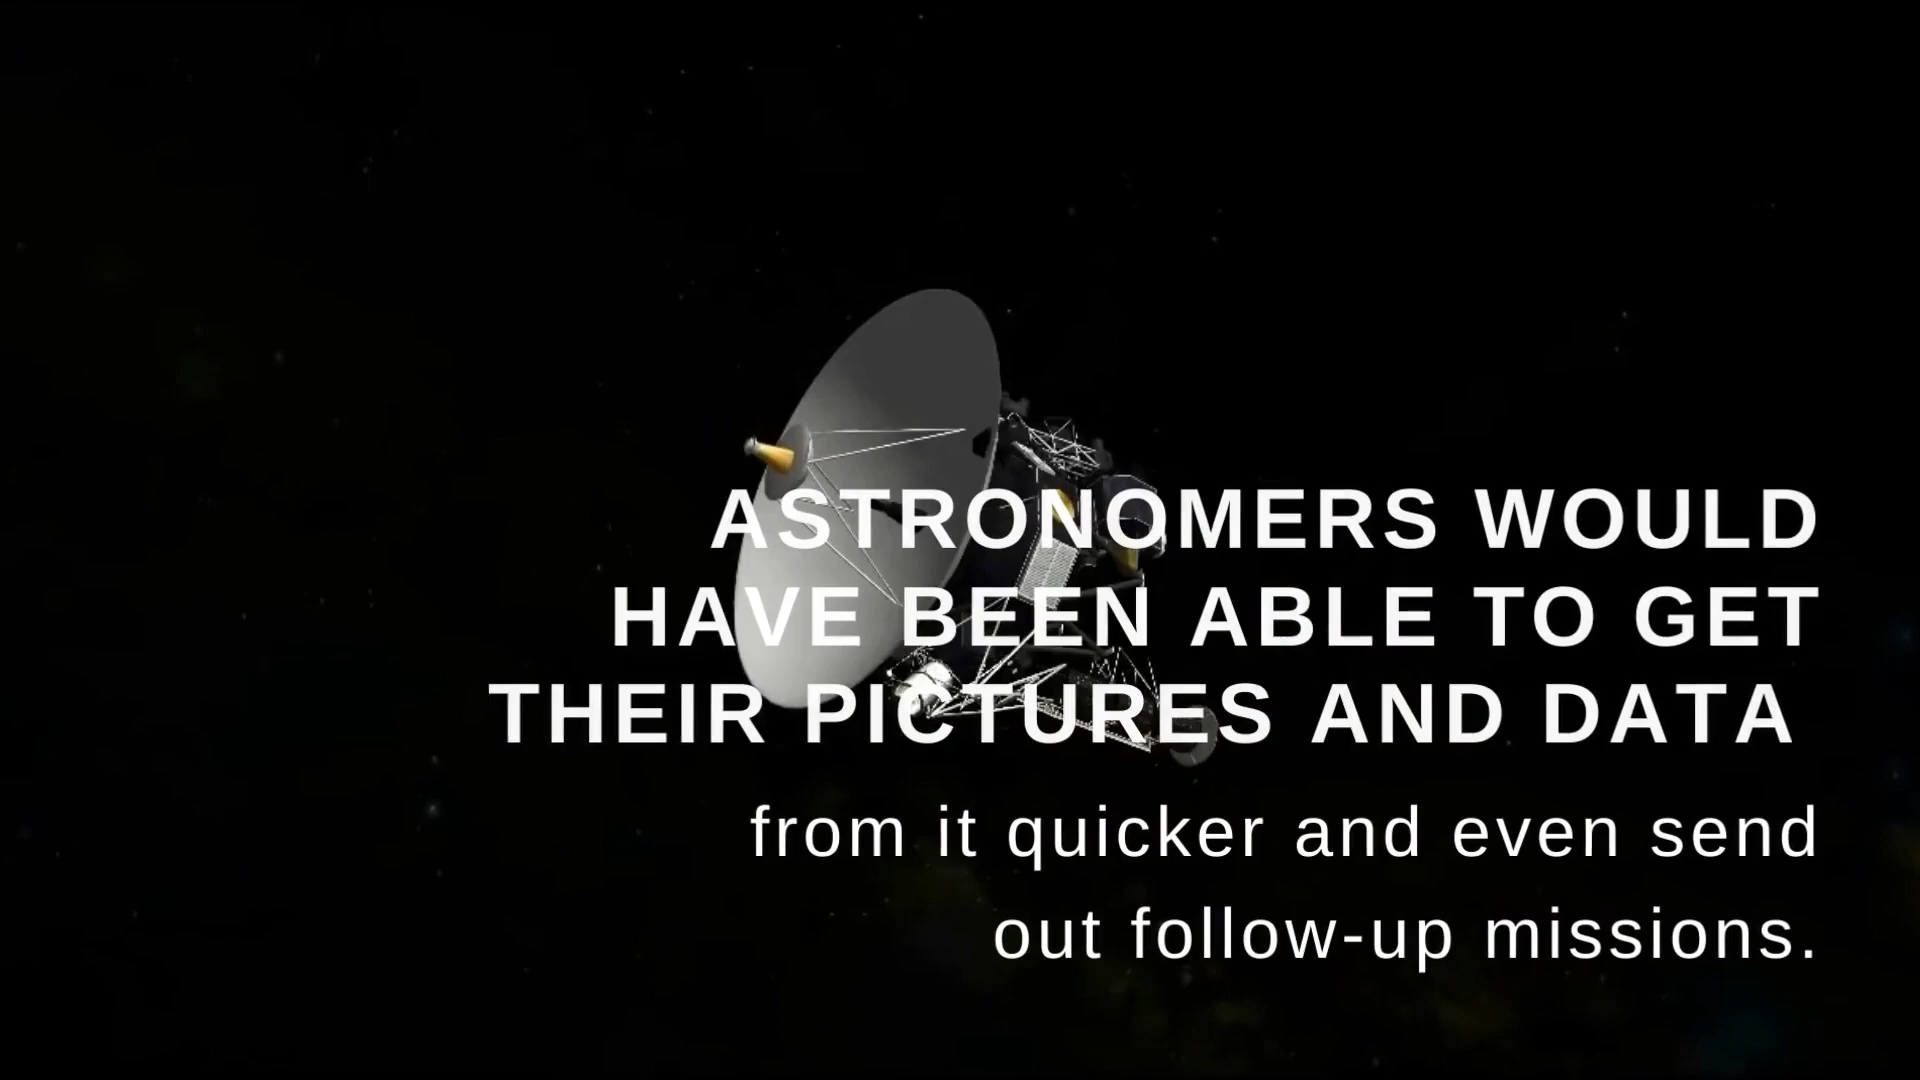 ASTRONOMERS WOULD
HAVE BEEN ABLE TO GET
THEIR PICTURES AND DATA
from it quicker and even send
out follow-up missions.